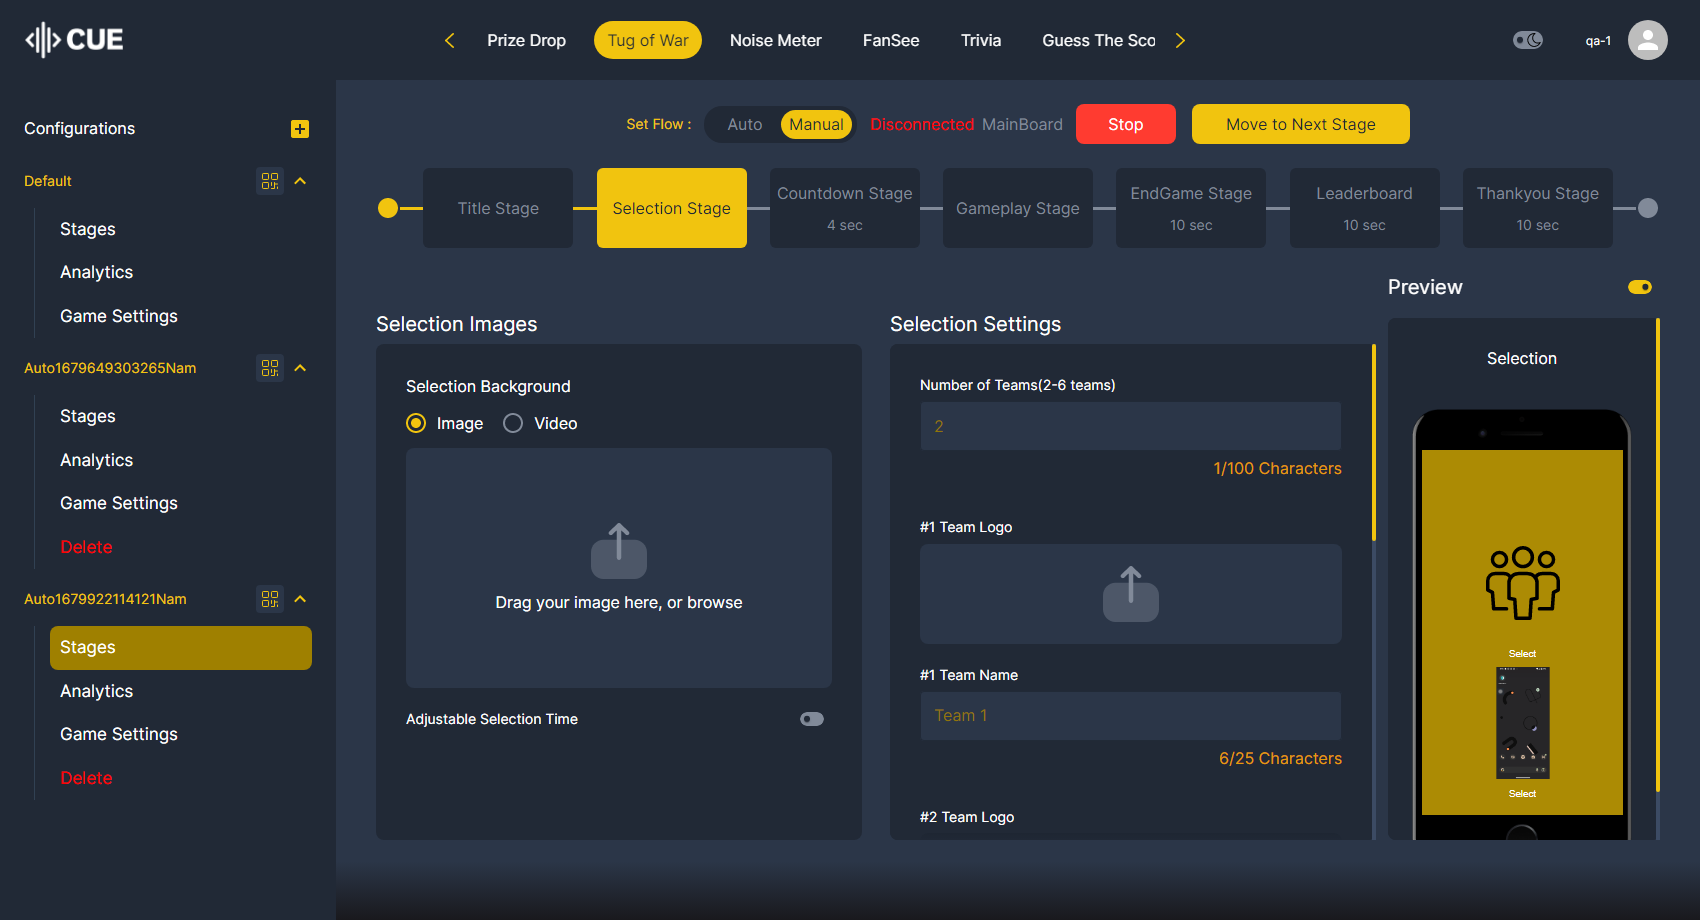 CUE
Prize Drop
Tug of War
Noise Meter
FanSee
Trivia
Guess The Sco
qa-1
Configurations
Default
Stages
Analytics
Game Settings
Auto1679649303265Nam
Stages
Analytics
Game Settings
Delete
Auto1679922114121Nam
Stages
Analytics
Game Settings
Delete
Set Flow :
Auto
Manual
Disconnected MainBoard
Stop
Move to Next Stage
Title Stage
Selection Stage
Countdown Stage
4 sec
Gameplay Stage
EndGame Stage
10 sec
Leaderboard
10 sec
Thankyou Stage
10 sec
Selection Images
Selection Background
Image
Video
Drag your image here, or browse
Adjustable Selection Time
Selection Settings
Number of Teams(2-6 teams)
2
1/100 Characters
#1 Team Logo
#1 Team Name
Team 1
6/25 Characters
#2 Team Logo
Preview
Selection
Select
Select